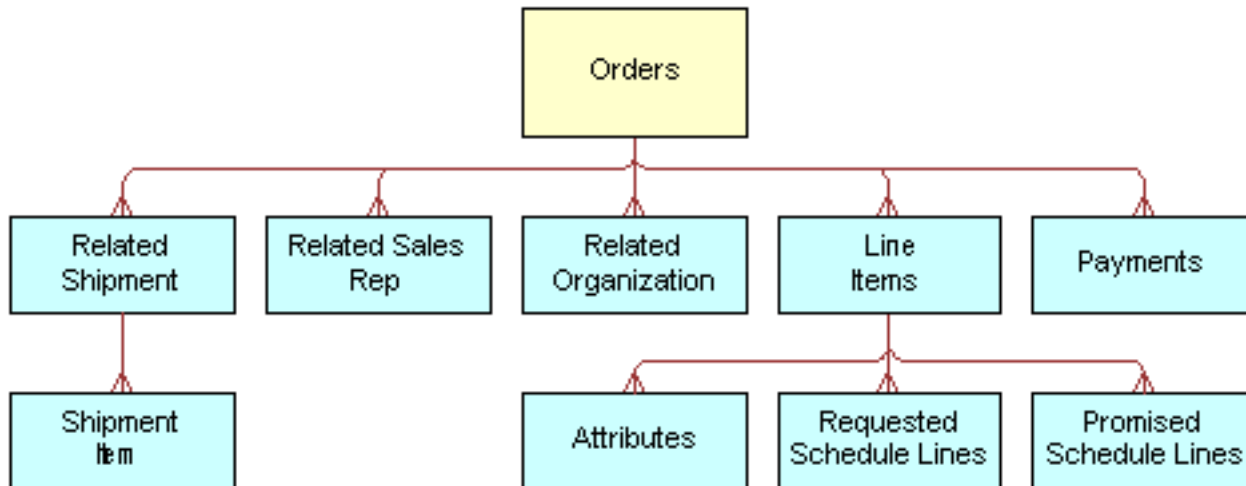 Orders
Related
Shipment
Related Sales
Rep
Related
Organization
Line
Items
Payments
Shipment
Item
Attributes
Requested
Schedule Lines
Promised
Schedule Lines